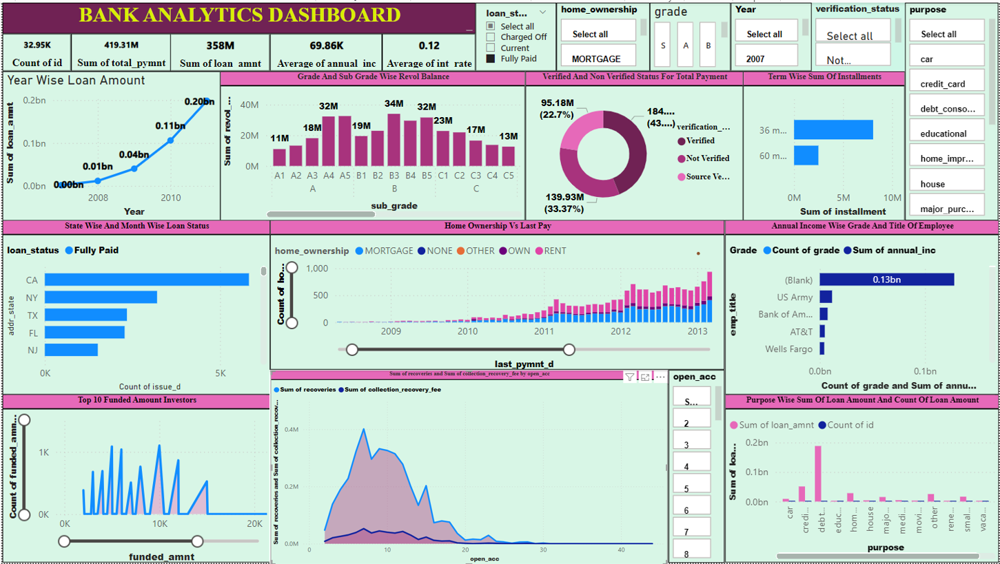 BANK ANALYTICS DASHBOARD
32.95K
Count of id
419.31M
Sum of total_pymnt
358M
Sum of loan_amnt
69.86K
Average of annual_inc
0.12
Average of int_rate
loan_st...
Select all
Charged Off
Current
Fully Paid
home_ownership
Select all
MORTGAGE
grade
S
A
B
Year
Select all
2007
verification_status
Select all
Not...
purpose
Select all
car
credit_card
debt_conso...
educational
home_impr...
house
major_purc...
Year Wise Loan Amount
Sum of loan_amnt
0.2bn
0.1bn
0.0bn
0.00bn
0.01bn
0.04bn
0.11bn
0.20bn
2008
2010
Year
Grade And Sub Grade Wise Revol Balance
Sum of revol_...
40M
20M
0M
11M
18M
32M
19M
34M
32M
23M
17M
13M
A1
A2
A3
A4
A5
B1
B2
B3
B4
B5
C1
C2
C3
C4
C5
A
B
C
sub_grade
Verified And Non Verified Status For Total Payment
95.18M
(22.7%)
184....
(43....)
139.93M
(33.37%)
verification_...
Verified
Not Verified
Source Ve...
Term Wise Sum Of Installments
36 m...
60 m...
0M
5M
10M
Sum of installment
State Wise And Month Wise Loan Status
loan_status
Fully Paid
addr_state
CA
NY
TX
FL
NJ
0K
5K
Count of issue_d
Home Ownership Vs Last Pay
home_ownership
MORTGAGE
NONE
OTHER
OWN
RENT
Count of ho...
1,000
500
0
2009
2010
2011
2012
2013
last_pymnt_d
Annual Income Wise Grade And Title Of Employee
Grade
Count of grade
Sum of annual_inc
emp_title
(Blank)
0.13bn
US Army
Bank of Am...
AT&T
Wells Fargo
0.0bn
0.1bn
Count of grade and Sum of annu...
Top 10 Funded Amount Investors
Count of funded_amn...
1K
0K
0K
10K
20K
funded_amnt
Sum of recoveries and Sum of collection_recovery_fee by open_acc
Sum of recoveries
Sum of collection_recovery_fee
Sum of recoveries and Sum of collection_recov...
0.4M
0.2M
0.0M
0
10
20
30
40
open_acc
open_acc
S...
2
3
4
5
6
7
8
Purpose Wise Sum Of Loan Amount And Count Of Loan Amount
Sum of loan_amnt
Count of id
Sum of loa...
0.2bn
0.1bn
0.0bn
car
credi...
debt...
educ...
hom...
house
majo...
medi...
movi...
other
rene...
smal...
vaca...
purpose